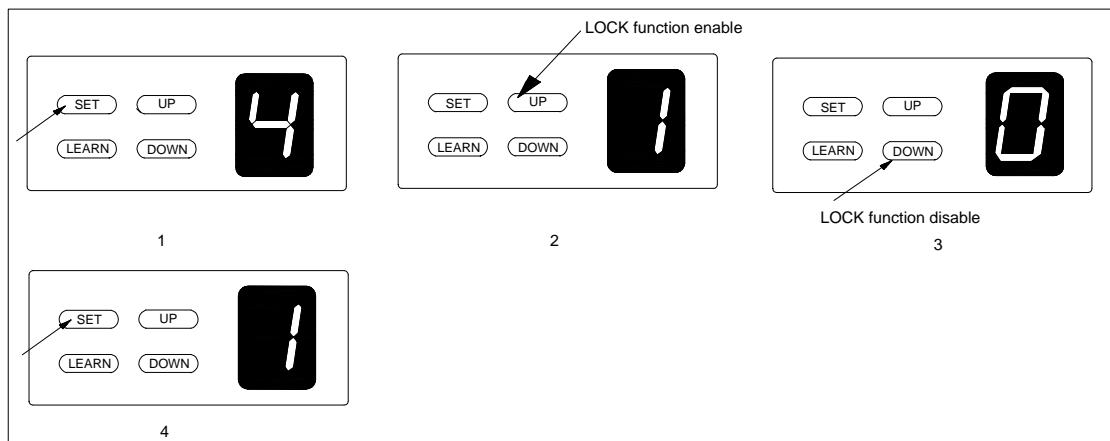 LOCK function enable
SET UP
LEARN DOWN
4
1
SET UP
LEARN DOWN
1
2
SET UP
LEARN DOWN
0
LOCK function disable
3
SET UP
LEARN DOWN
1
4